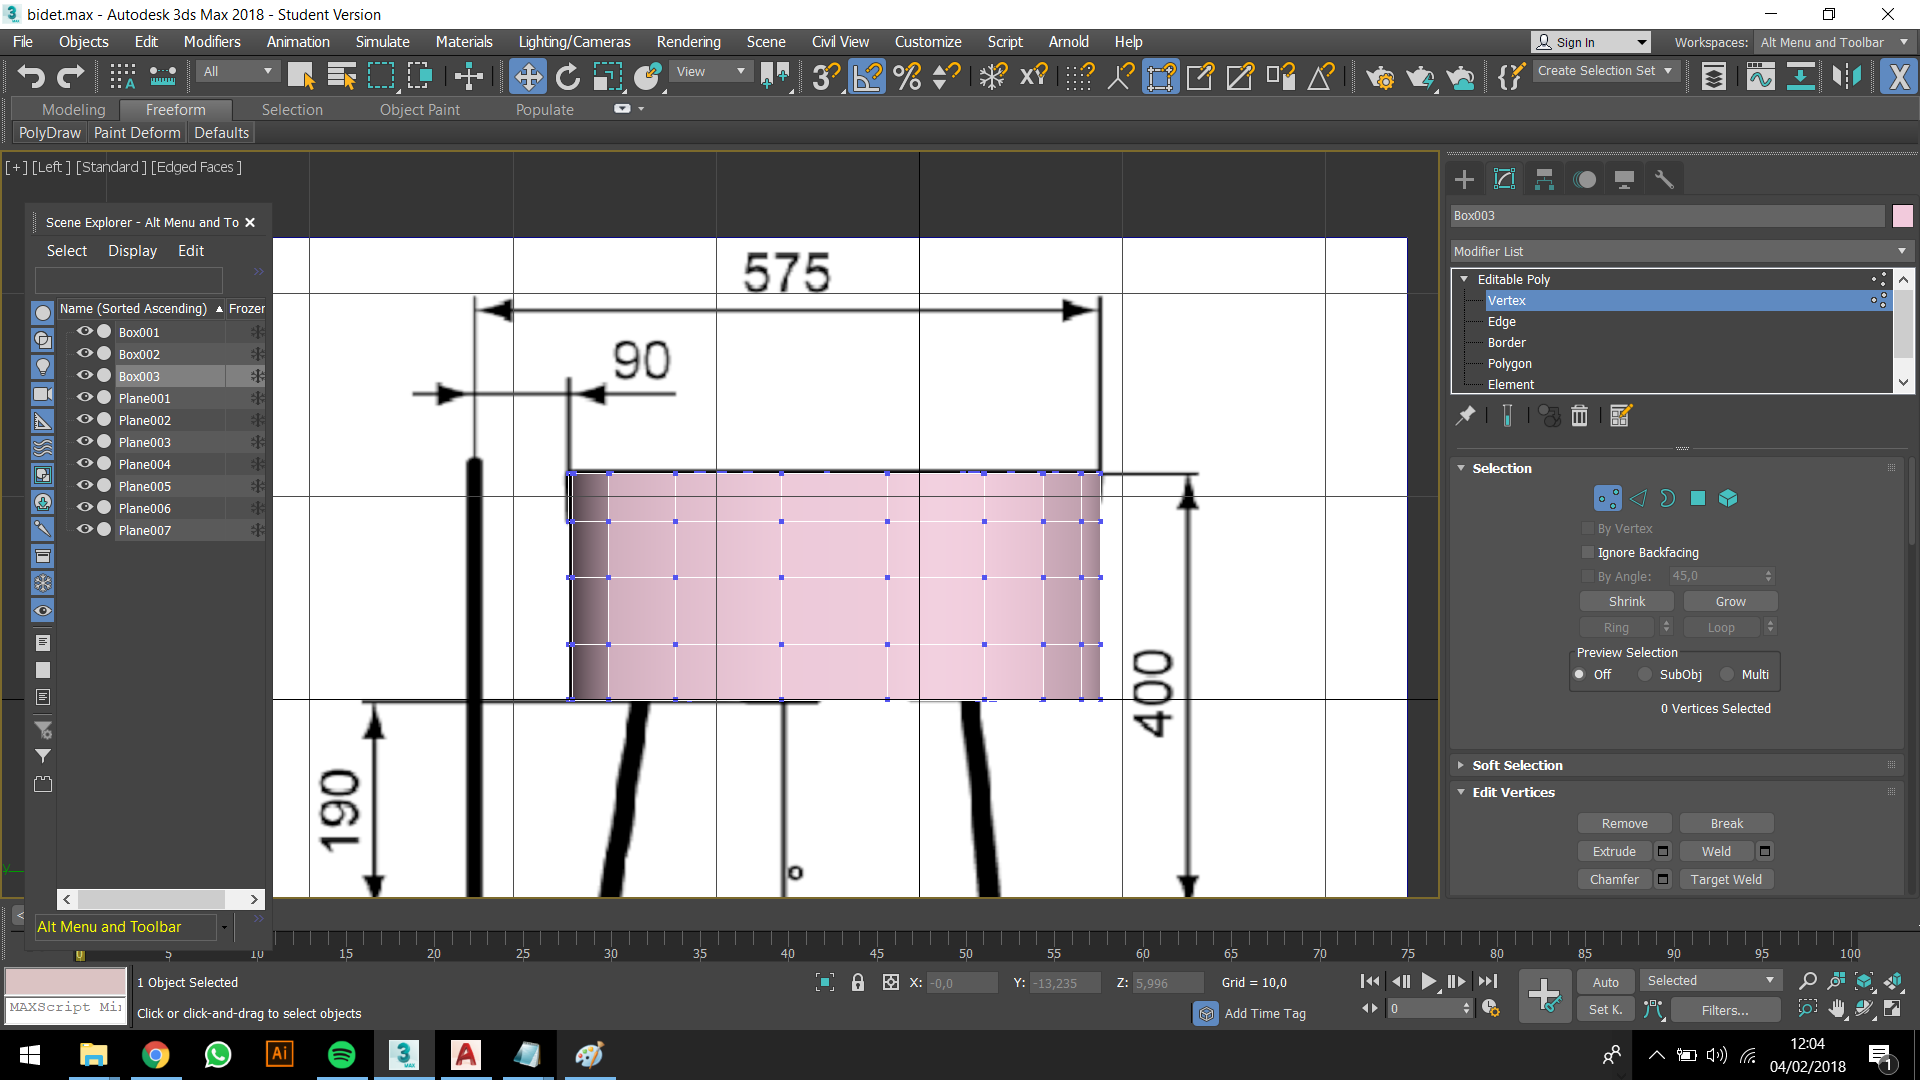 bidet.max - Autodesk 3ds Max 2018 - Student Version
File Objects Edit Modifiers Animation Simulate Materials Lighting/Cameras Rendering Scene Civil View Customize Script Arnold Help
Sign In
Workspaces: Alt Menu and Toolbar
All
View
Create Selection Set
Modeling Freeform Selection Object Paint Populate
PolyDraw Paint Deform Defaults
[+] [Left ] [Standard ] [Edged Faces ]
Scene Explorer - Alt Menu and To
Select Display Edit
Name (Sorted Ascending) Frozen
Box001
Box002
Box003
Plane001
Plane002
Plane003
Plane004
Plane005
Plane006
Plane007
Alt Menu and Toolbar
575
90
400
190
Box003
Modifier List
Editable Poly
Vertex
Edge
Border
Polygon
Element
Selection
By Vertex
Ignore Backfacing
By Angle: 45,0
Shrink Grow
Ring Loop
Preview Selection
Off SubObj Multi
0 Vertices Selected
Soft Selection
Edit Vertices
Remove Break
Extrude Weld
Chamfer Target Weld
0 5 10 15 20 25 30 35 40 45 50 55 60 65 70 75 80 85 90 95 100
1 Object Selected
X: -0,0 Y: -13,235 Z: 5,996 Grid = 10,0
Auto Selected
MAXScript Mi
Click or click-and-drag to select objects
Add Time Tag
0
Set K. Filters...
12:04
04/02/2018
1